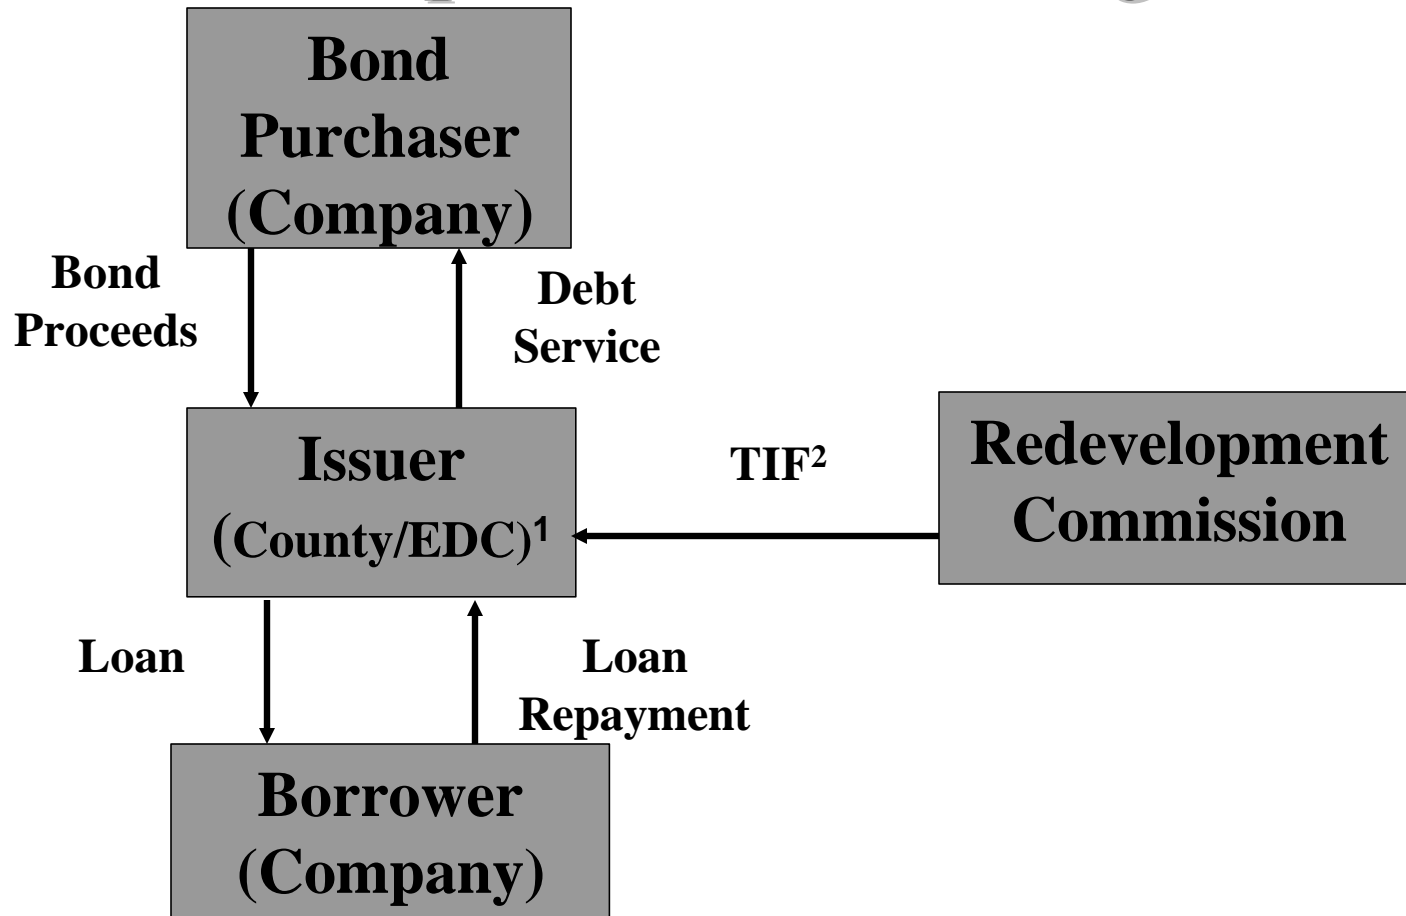 Bond
Purchaser
(Company)
Bond
Proceeds
Debt
Service
Issuer
(County/EDC)¹
TIF²
Redevelopment
Commission
Loan
Loan
Repayment
Borrower
(Company)